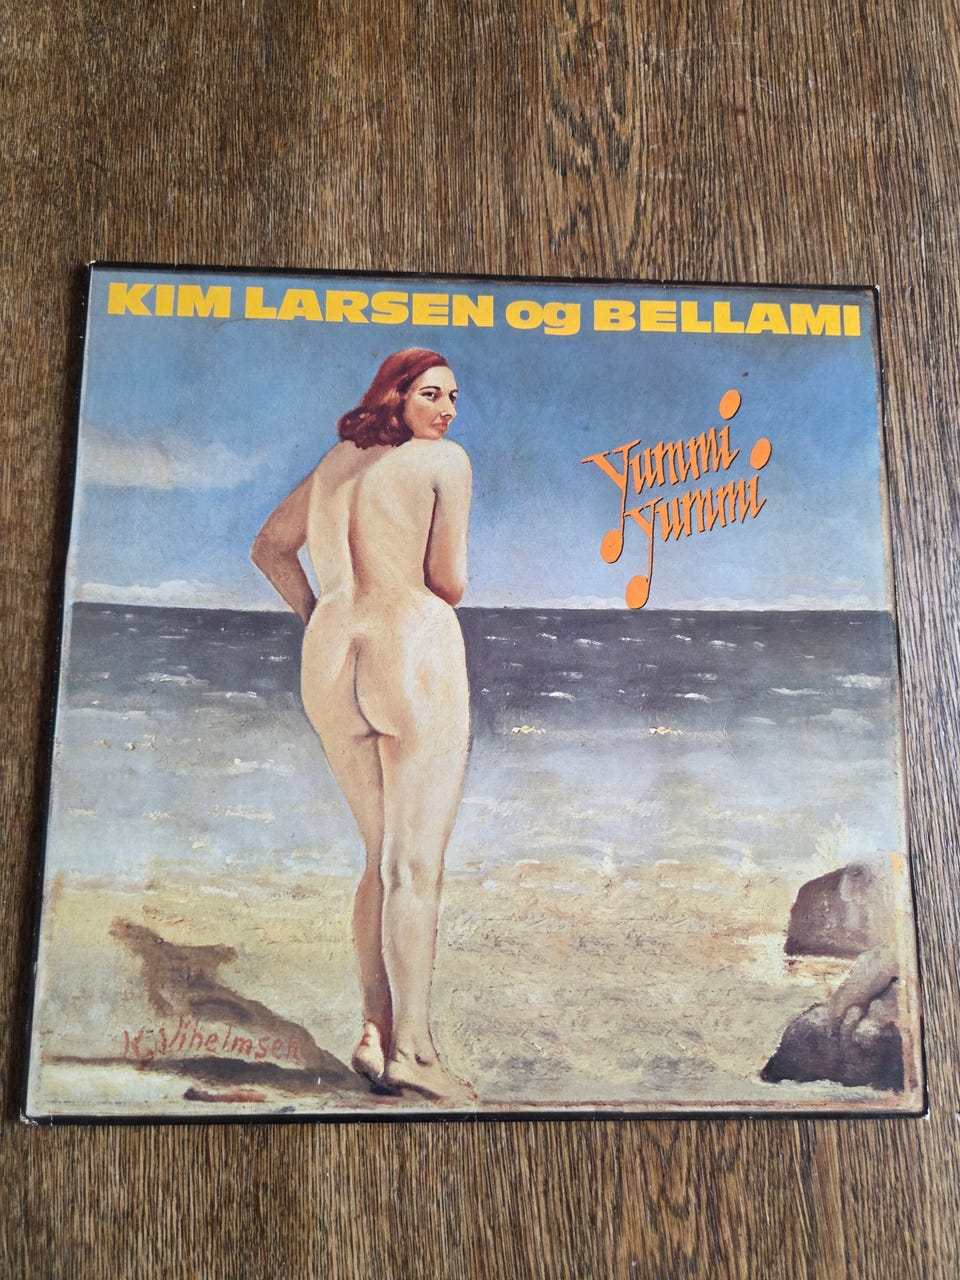 KIM LARSEN og BELLAMI
Yummi
Yummi
K. Vilhelmsen